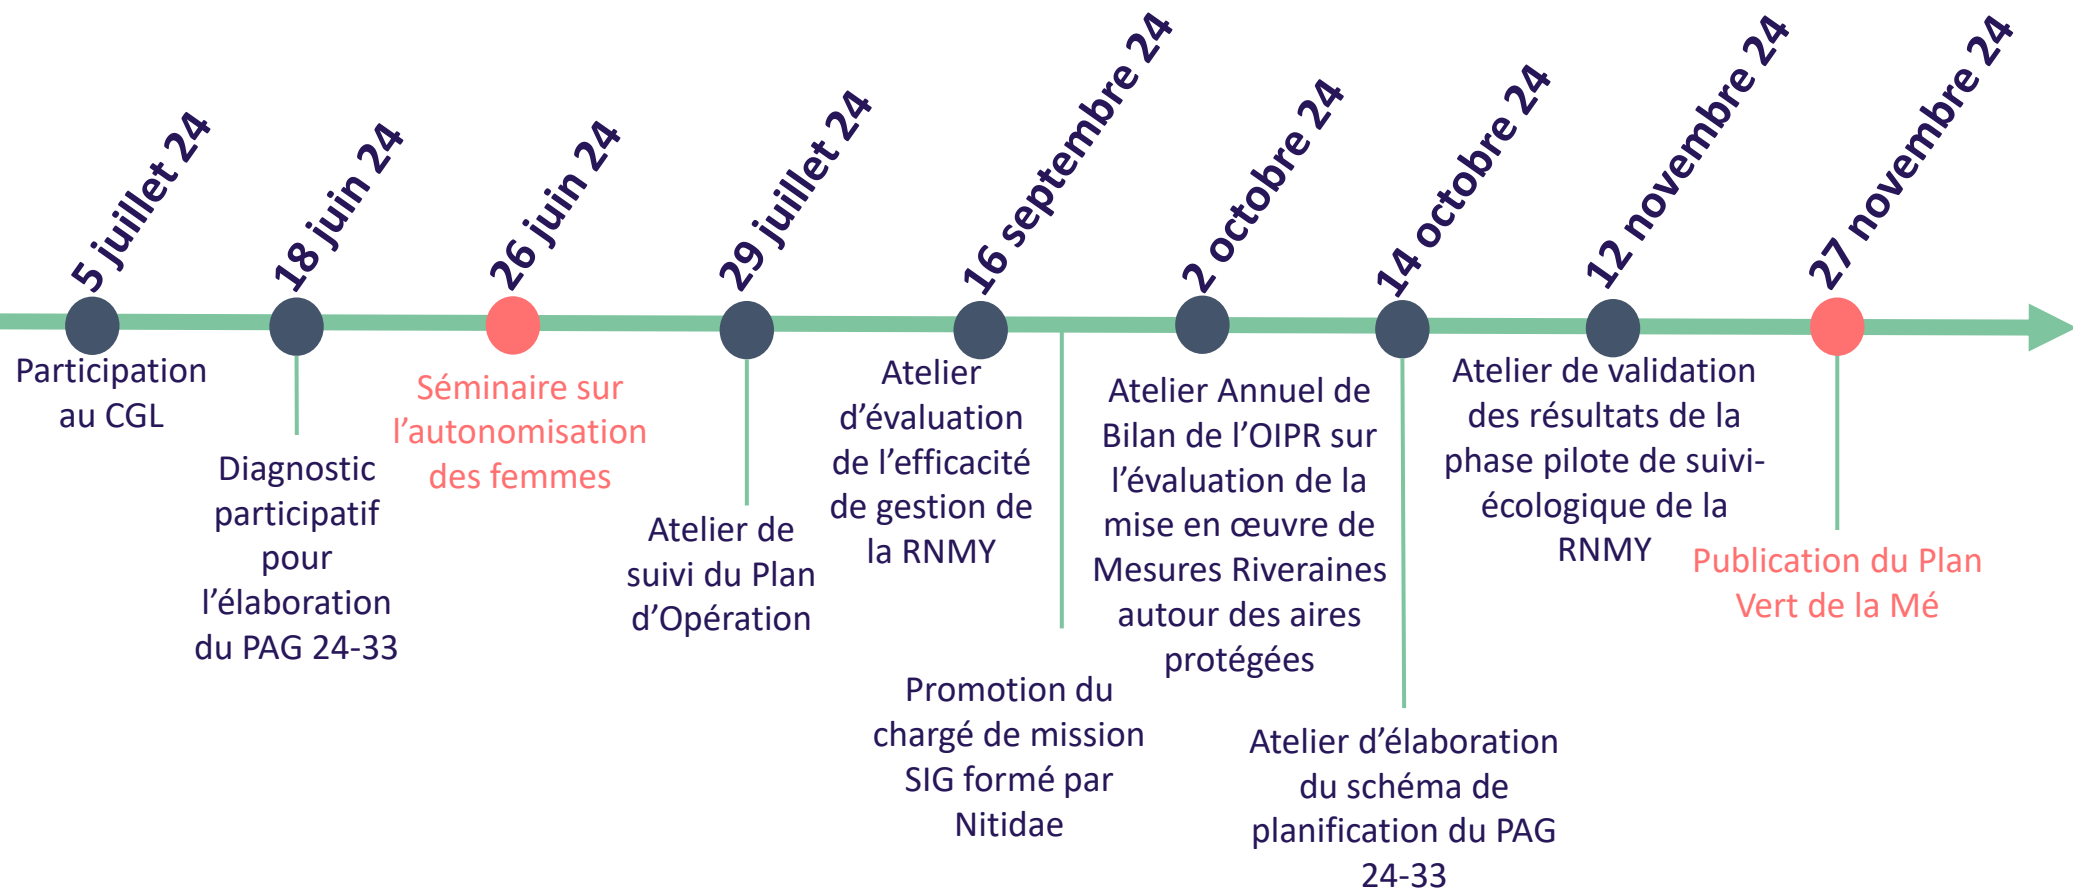 5 juillet 24
18 juin 24
26 juin 24
29 juillet 24
16 septembre 24
2 octobre 24
14 octobre 24
12 novembre 24
27 novembre 24
Participation
au CGL
Diagnostic
participatif
pour
l’élaboration
du PAG 24-33
Séminaire sur
l’autonomisation
des femmes
Atelier de
suivi du Plan
d’Opération
Atelier
d’évaluation
de l’efficacité
de gestion de
la RNMY
Promotion du
chargé de mission
SIG formé par
Nitidae
Atelier Annuel de
Bilan de l’OIPR sur
l’évaluation de la
mise en œuvre de
Mesures Riveraines
autour des aires
protégées
Atelier d’élaboration
du schéma de
planification du PAG
24-33
Atelier de validation
des résultats de la
phase pilote de suivi-
écologique de la
RNMY
Publication du Plan
Vert de la Mé